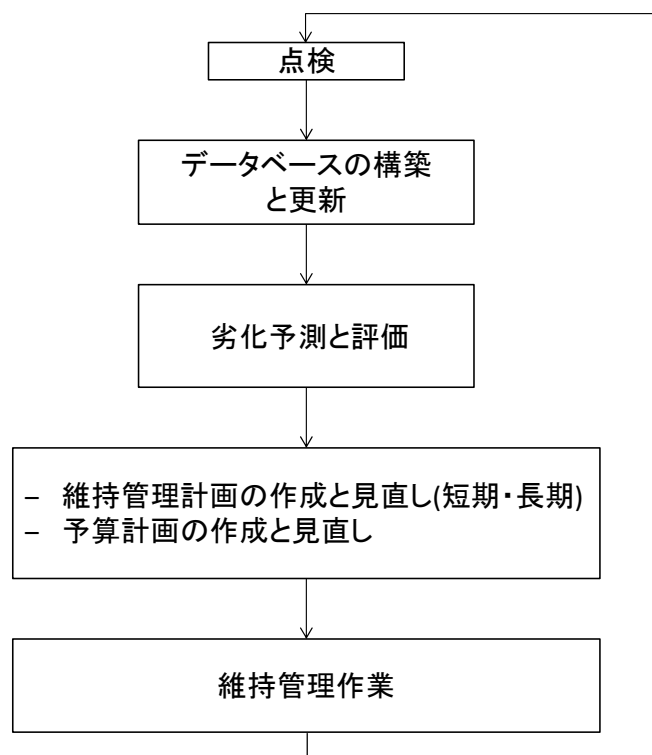 点検
データベースの構築
と更新
劣化予測と評価
– 維持管理計画の作成と見直し(短期・長期)
– 予算計画の作成と見直し
維持管理作業